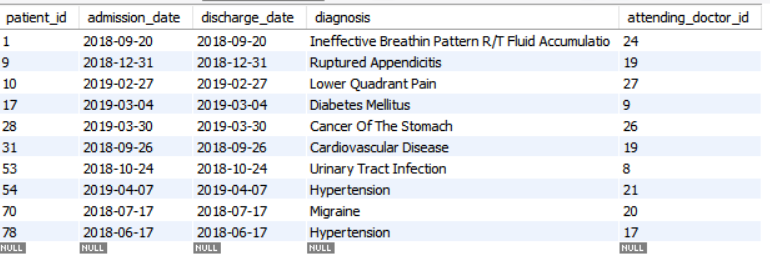 patient_id admission_date discharge_date diagnosis attending_doctor_id
1 2018-09-20 2018-09-20 Ineffective Breathin Pattern R/T Fluid Accumulatio 24
9 2018-12-31 2018-12-31 Ruptured Appendicitis 19
10 2019-02-27 2019-02-27 Lower Quadrant Pain 27
17 2019-03-04 2019-03-04 Diabetes Mellitus 9
28 2019-03-30 2019-03-30 Cancer Of The Stomach 26
31 2018-09-26 2018-09-26 Cardiovascular Disease 19
53 2018-10-24 2018-10-24 Urinary Tract Infection 8
54 2019-04-07 2019-04-07 Hypertension 21
70 2018-07-17 2018-07-17 Migraine 20
78 2018-06-17 2018-06-17 Hypertension 17
NULL NULL NULL NULL NULL